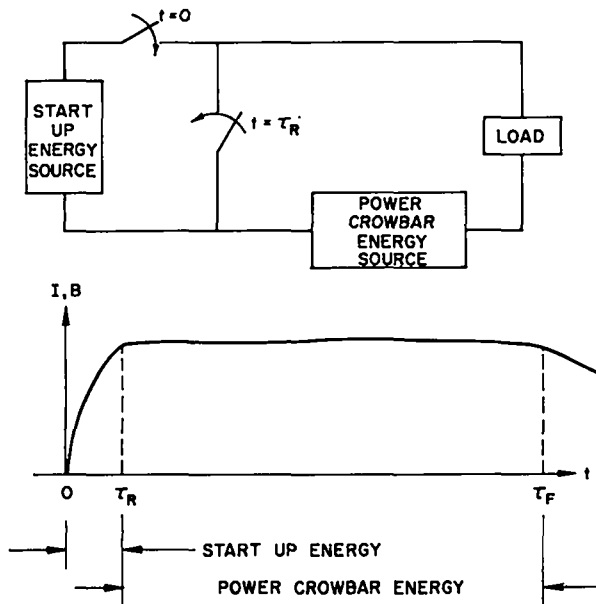 t=0
START
UP
ENERGY
SOURCE
t=τR
LOAD
POWER
CROWBAR
ENERGY
SOURCE
I,B
0
τR
τF
t
START UP ENERGY
POWER CROWBAR ENERGY